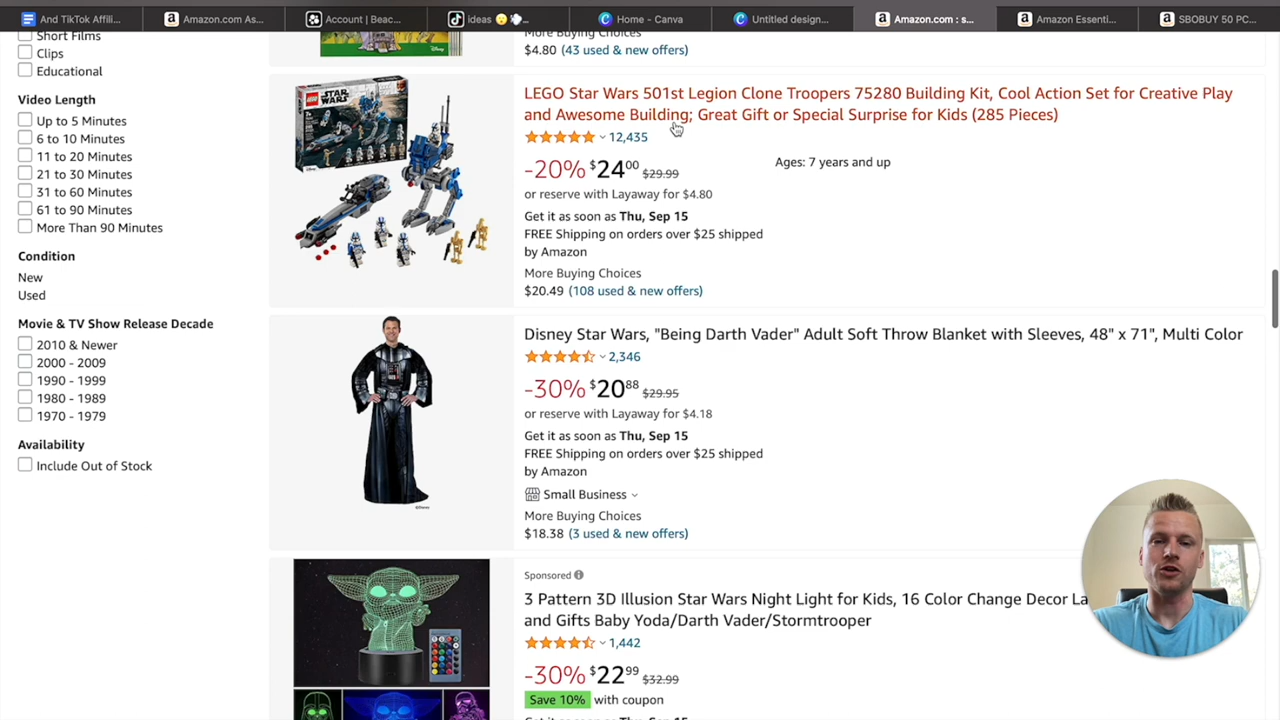 And TikTok Affili...
Amazon.com As...
Account | Beac...
ideas
Home - Canva
Untitled design...
Amazon.com : s...
Amazon Essenti...
SBOBUY 50 PC...
Short Films
Clips
Educational
Video Length
Up to 5 Minutes
6 to 10 Minutes
11 to 20 Minutes
21 to 30 Minutes
31 to 60 Minutes
61 to 90 Minutes
More Than 90 Minutes
Condition
New
Used
Movie & TV Show Release Decade
2010 & Newer
2000 - 2009
1990 - 1999
1980 - 1989
1970 - 1979
Availability
Include Out of Stock
More Buying Choices
$4.80 (43 used & new offers)
LEGO Star Wars 501st Legion Clone Troopers 75280 Building Kit, Cool Action Set for Creative Play
and Awesome Building; Great Gift or Special Surprise for Kids (285 Pieces)
12,435
-20% $24 00 $29.99
Ages: 7 years and up
or reserve with Layaway for $4.80
Get it as soon as Thu, Sep 15
FREE Shipping on orders over $25 shipped
by Amazon
More Buying Choices
$20.49 (108 used & new offers)
STAR WARS
Disney Star Wars, "Being Darth Vader" Adult Soft Throw Blanket with Sleeves, 48" x 71", Multi Color
2,346
-30% $20 88 $29.95
or reserve with Layaway for $4.18
Get it as soon as Thu, Sep 15
FREE Shipping on orders over $25 shipped
by Amazon
Small Business
More Buying Choices
$18.38 (3 used & new offers)
Sponsored
3 Pattern 3D Illusion Star Wars Night Light for Kids, 16 Color Change Decor La
and Gifts Baby Yoda/Darth Vader/Stormtrooper
1,442
-30% $22 99 $32.99
Save 10% with coupon
Get it as soon as Thu, Sep 15